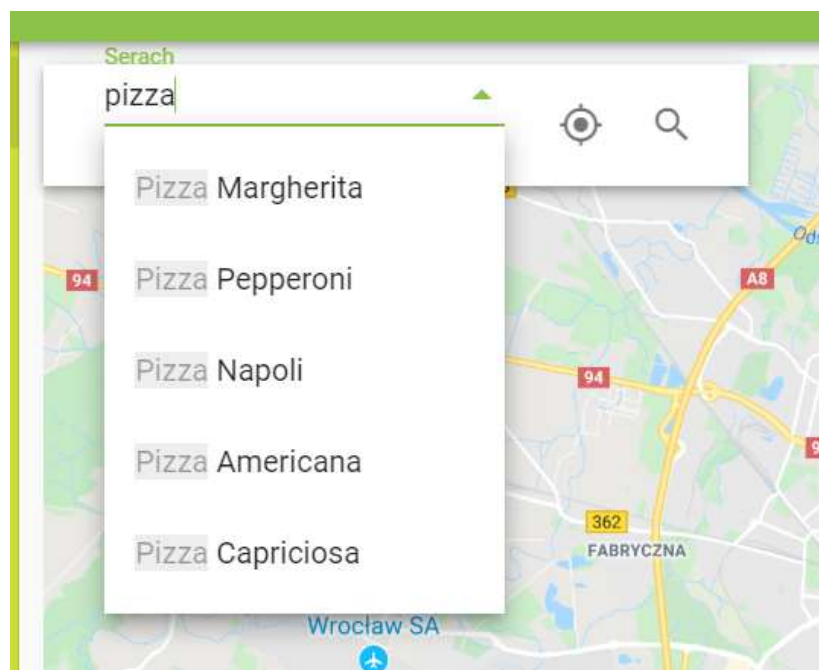 Serach
pizza
Pizza Margherita
Pizza Pepperoni
Pizza Napoli
Pizza Americana
Pizza Capriciosa
94
A8
94
362
FABRYCZNA
Wrocław SA